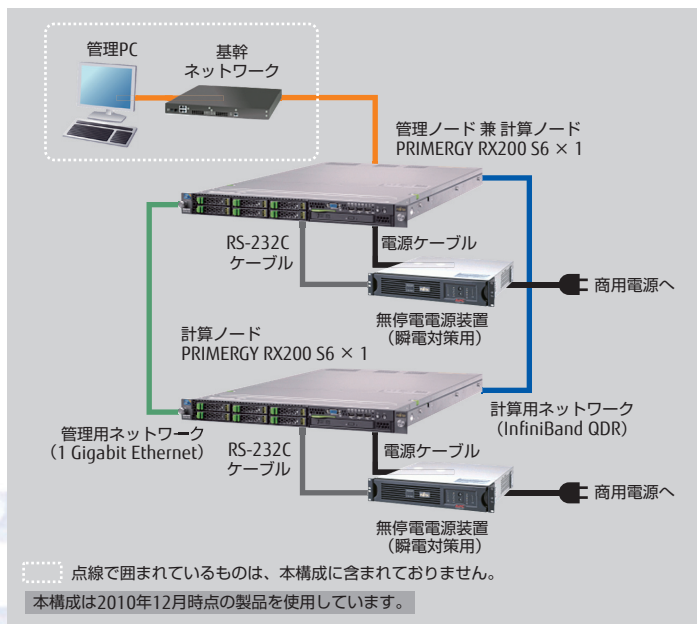 管理PC
基幹
ネットワーク
管理ノード 兼 計算ノード
PRIMERGY RX200 S6 × 1
RS-232C
ケーブル
電源ケーブル
商用電源へ
無停電電源装置
（瞬電対策用）
計算ノード
PRIMERGY RX200 S6 × 1
管理用ネットワーク
（1 Gigabit Ethernet）
RS-232C
ケーブル
電源ケーブル
計算用ネットワーク
（InfiniBand QDR）
商用電源へ
無停電電源装置
（瞬電対策用）
点線で囲まれているものは、本構成に含まれておりません。
本構成は2010年12月時点の製品を使用しています。